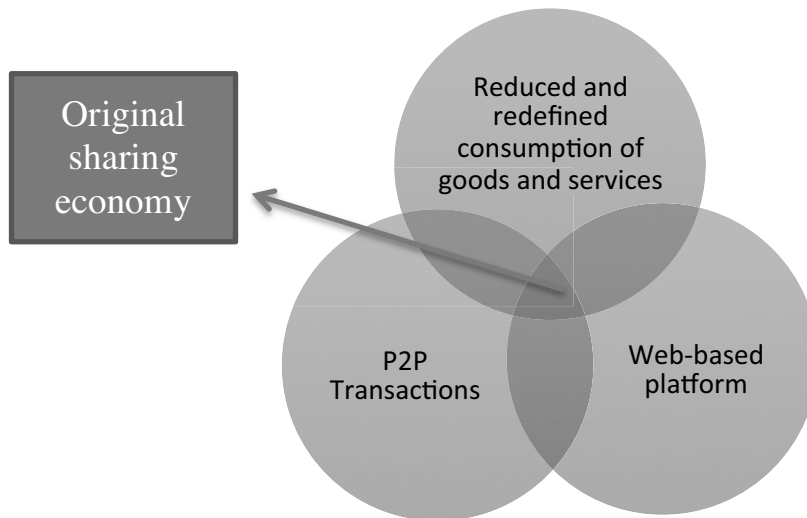 Original
sharing
economy
Reduced and
redefined
consumption of
goods and services
P2P
Transactions
Web-based
platform